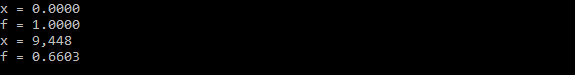 x = 0.0000
f = 1.0000
x = 9,448
f = 0.6603